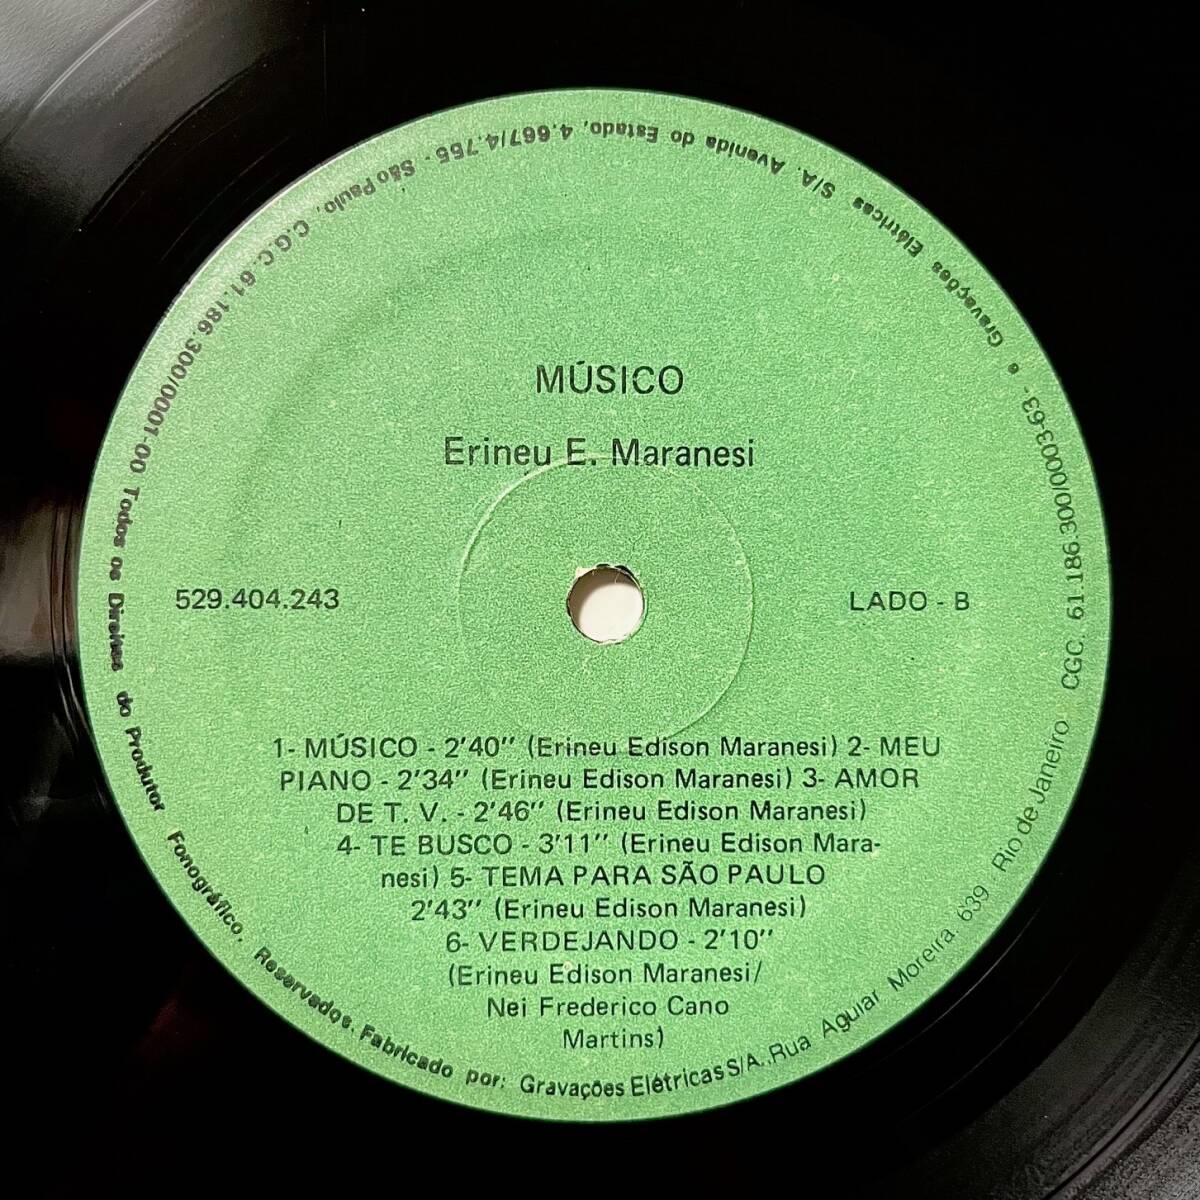 MÚSICO
Erineu E. Maranesi
529.404.243
LADO - B
1- MÚSICO - 2'40'' (Erineu Edison Maranesi) 2- MEU
PIANO - 2'34'' (Erineu Edison Maranesi) 3- AMOR
DE T. V. - 2'46'' (Erineu Edison Maranesi)
4- TE BUSCO - 3'11'' (Erineu Edison Mara-
nesi) 5- TEMA PARA SÃO PAULO
2'43'' (Erineu Edison Maranesi)
6- VERDEJANDO - 2'10''
(Erineu Edison Maranesi/
Nei Frederico Cano
Martins)
Todos os Direitos do Produtor Fonográfico. Reservados. Fabricado por: Gravações Elétricas S/A.,Rua Aguiar Moreira 639 Rio de Janeiro CGC. 61.186.300/0003-63- e, Gravações Elétricas S/A. Avenida do Estado, 4.667/4.755 - São Paulo, C.G.C. 61.186.300/0001-00